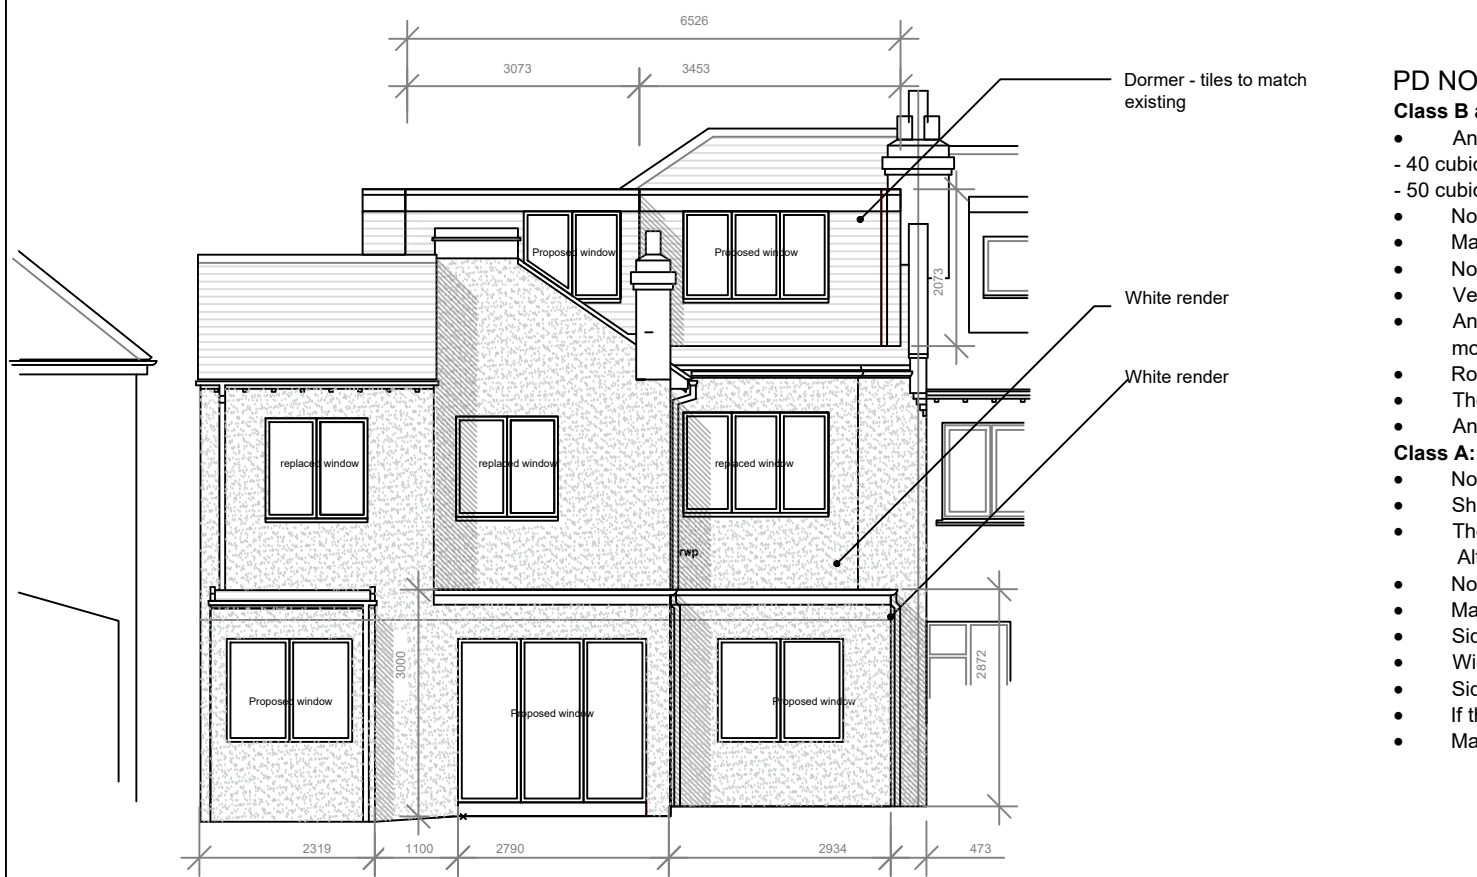 6526
3073
3453
Dormer - tiles to match
existing
Proposed window
Proposed window
2073
White render
White render
replaced window
replaced window
replaced window
rwp
3000
2872
Proposed window
Proposed window
Proposed window
2319
1100
2790
2934
473
PD NO
Class B a
• An
- 40 cubic
- 50 cubic
• No
• Ma
• No
• Ve
• An
mo
• Ro
• The
• An
Class A:
• No
• Sh
• The
Alt
• No
• Ma
• Sid
• Wi
• Sid
• If th
• Ma